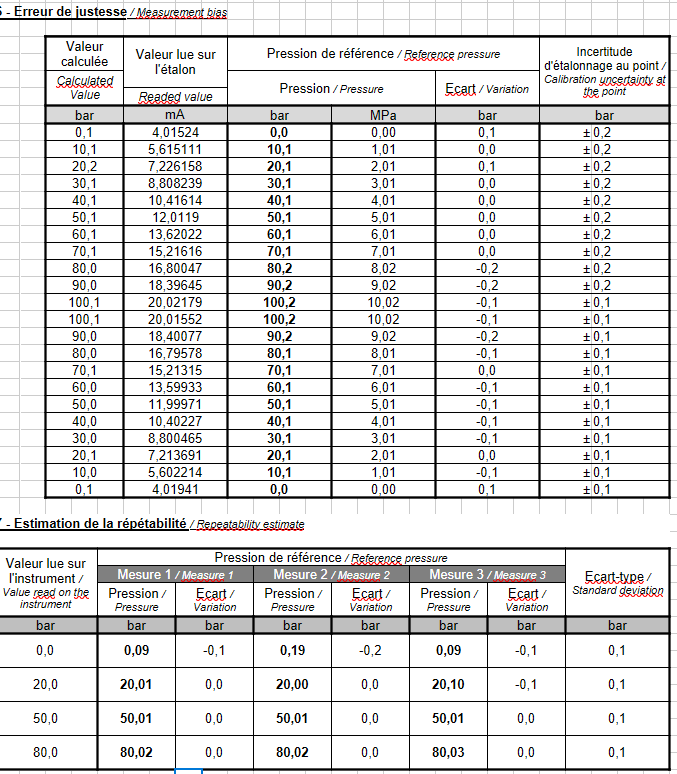 - Erreur de justesse / Measurement bias
Valeur calculée
Calculated Value
Valeur lue sur l'étalon
Readed value
Pression de référence / Reference pressure
Pression / Pressure
Ecart / Variation
Incertitude d'étalonnage au point / Calibration uncertainty at the point
bar mA bar MPa bar bar
0,1 4,01524 0,0 0,00 0,1 ±0,2
10,1 5,615111 10,1 1,01 0,0 ±0,2
20,2 7,226158 20,1 2,01 0,1 ±0,2
30,1 8,808239 30,1 3,01 0,0 ±0,2
40,1 10,41614 40,1 4,01 0,0 ±0,2
50,1 12,0119 50,1 5,01 0,0 ±0,2
60,1 13,62022 60,1 6,01 0,0 ±0,2
70,1 15,21616 70,1 7,01 0,0 ±0,2
80,0 16,80047 80,2 8,02 -0,2 ±0,2
90,0 18,39645 90,2 9,02 -0,2 ±0,2
100,1 20,02179 100,2 10,02 -0,1 ±0,1
100,1 20,01552 100,2 10,02 -0,1 ±0,1
90,0 18,40077 90,2 9,02 -0,2 ±0,1
80,0 16,79578 80,1 8,01 -0,1 ±0,1
70,1 15,21315 70,1 7,01 0,0 ±0,1
60,0 13,59933 60,1 6,01 -0,1 ±0,1
50,0 11,99971 50,1 5,01 -0,1 ±0,1
40,0 10,40227 40,1 4,01 -0,1 ±0,1
30,0 8,800465 30,1 3,01 -0,1 ±0,1
20,1 7,213691 20,1 2,01 0,0 ±0,1
10,0 5,602214 10,1 1,01 -0,1 ±0,1
0,1 4,01941 0,0 0,00 0,1 ±0,1
- Estimation de la répétabilité / Repeatability estimate
Valeur lue sur l'instrument / Value read on the instrument
Pression de référence / Reference pressure
Mesure 1 / Measure 1 Mesure 2 / Measure 2 Mesure 3 / Measure 3
Pression / Pressure
Ecart / Variation
Pression / Pressure
Ecart / Variation
Pression / Pressure
Ecart / Variation
Ecart-type / Standard deviation
bar bar bar bar bar bar bar bar
0,0 0,09 -0,1 0,19 -0,2 0,09 -0,1 0,1
20,0 20,01 0,0 20,00 0,0 20,10 -0,1 0,1
50,0 50,01 0,0 50,01 0,0 50,01 0,0 0,1
80,0 80,02 0,0 80,02 0,0 80,03 0,0 0,1